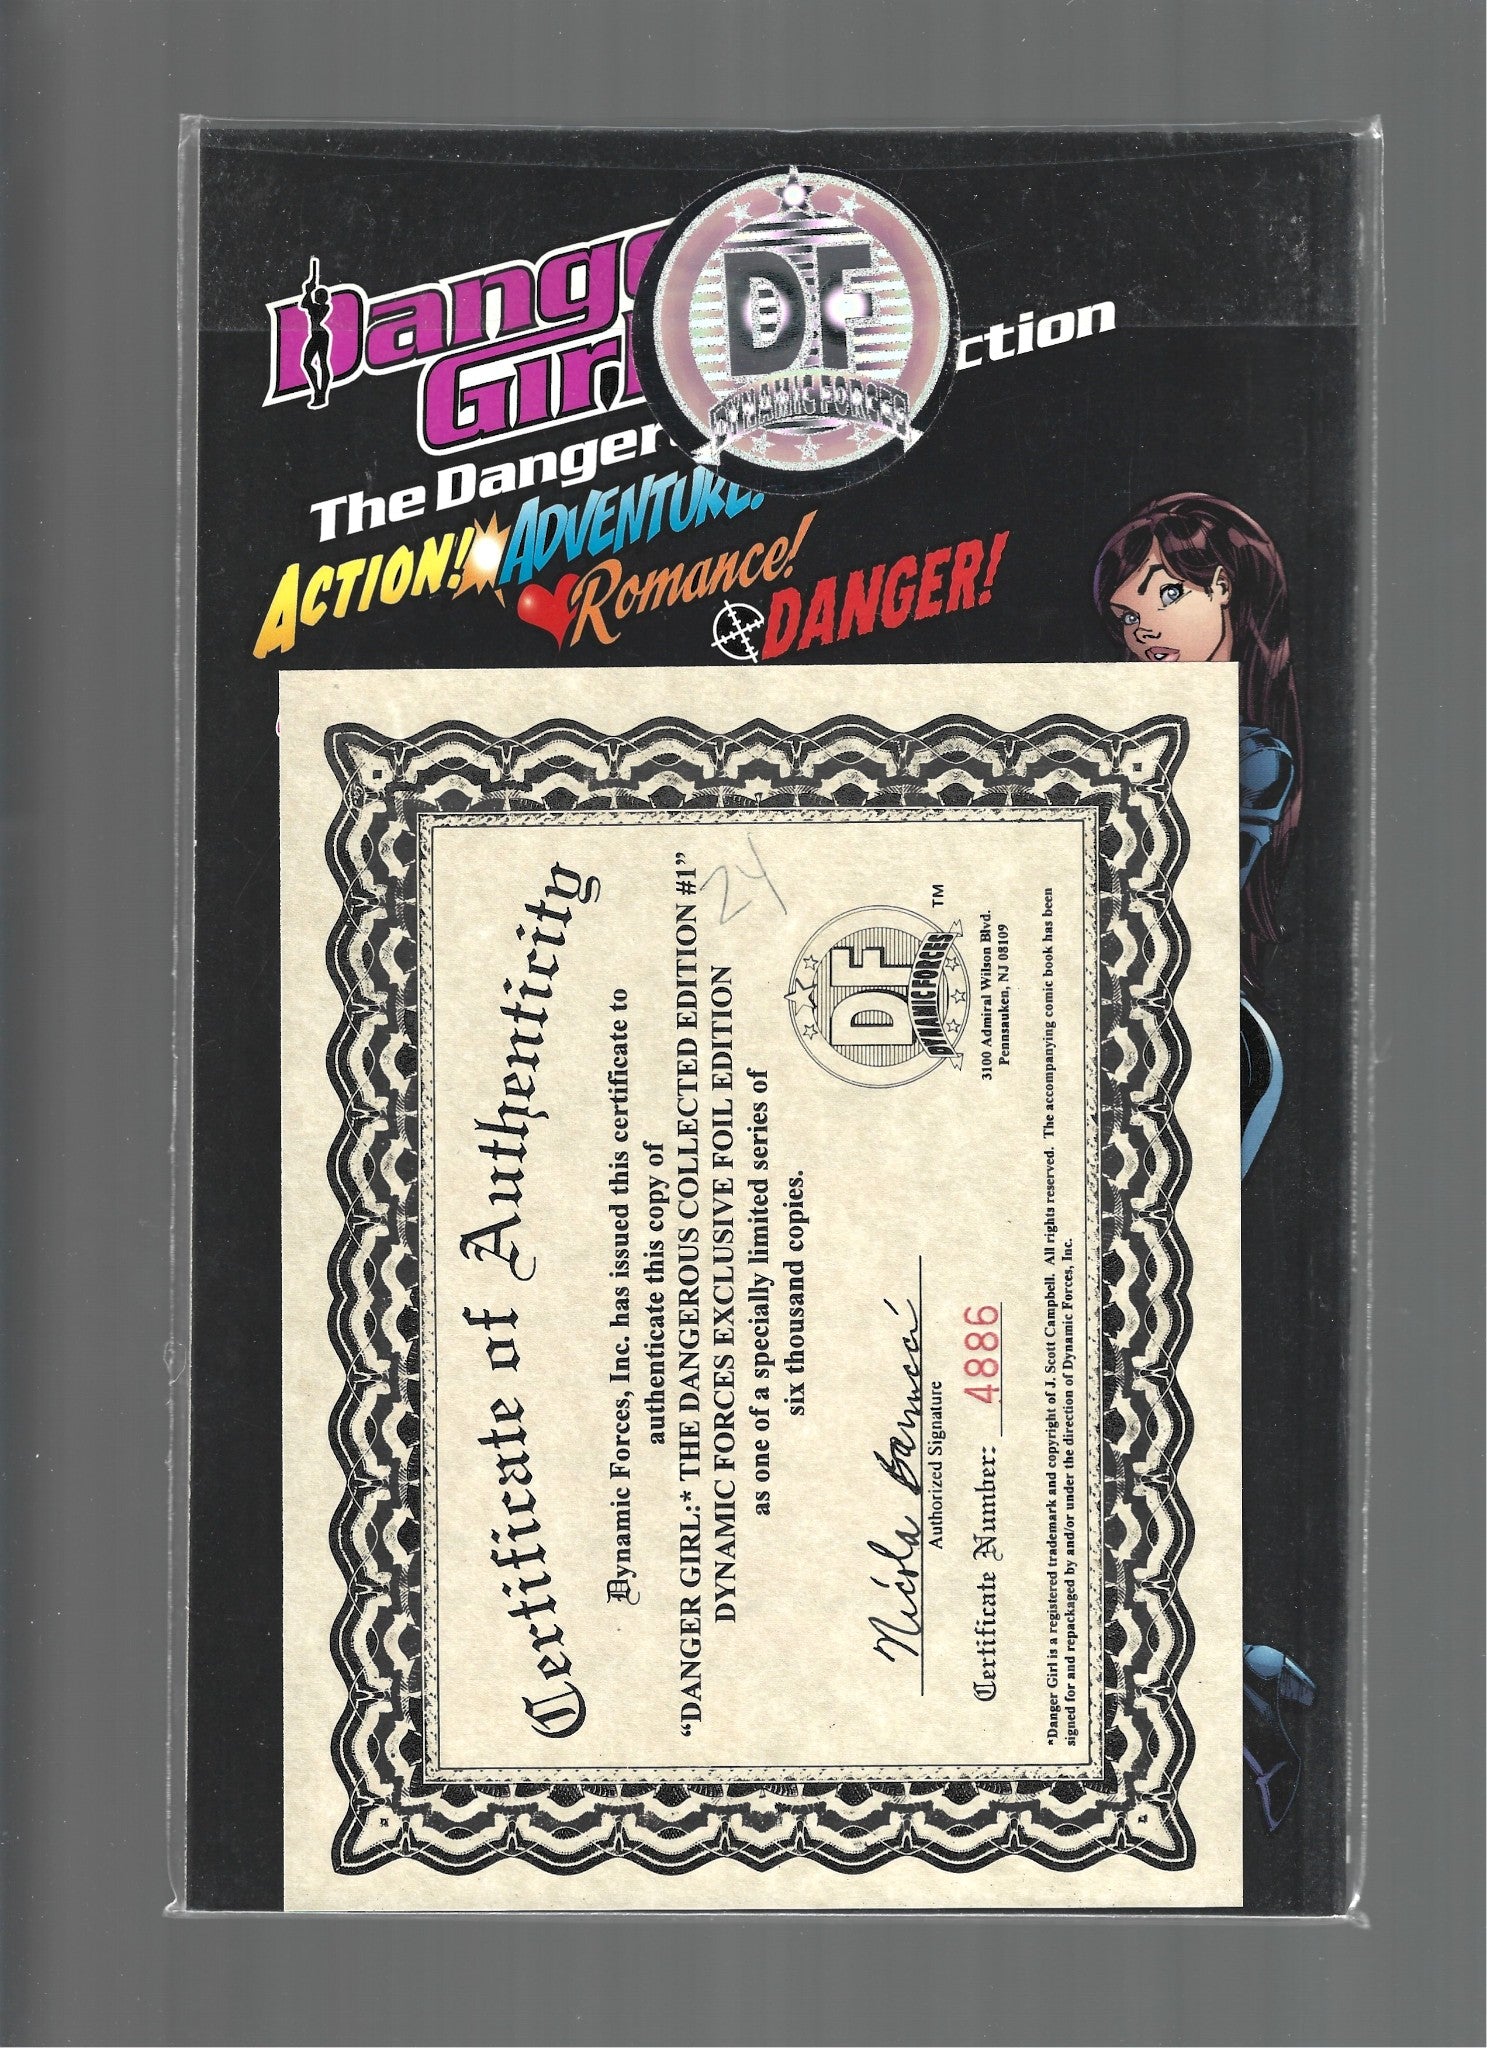 Dange
Girl
ction
The Danger
ACTION! ADVENTURE!
Romance!
DANGER!
DF
DYNAMIC FORCES
Certificate of Authenticity
Dynamic Forces, Inc. has issued this certificate to
authenticate this copy of
“DANGER GIRL:* THE DANGEROUS COLLECTED EDITION #1”
DYNAMIC FORCES EXCLUSIVE FOIL EDITION
as one of a specially limited series of
six thousand copies.
24
DF
DYNAMIC FORCES
TM
3100 Admiral Wilson Blvd.
Pennsauken, NJ 08109
Nicola Barrucci
Authorized Signature
Certificate Number: 4886
*Danger Girl is a registered trademark and copyright of J. Scott Campbell. All rights reserved. The accompanying comic book has been
signed for and repackaged by and/or under the direction of Dynamic Forces, Inc.